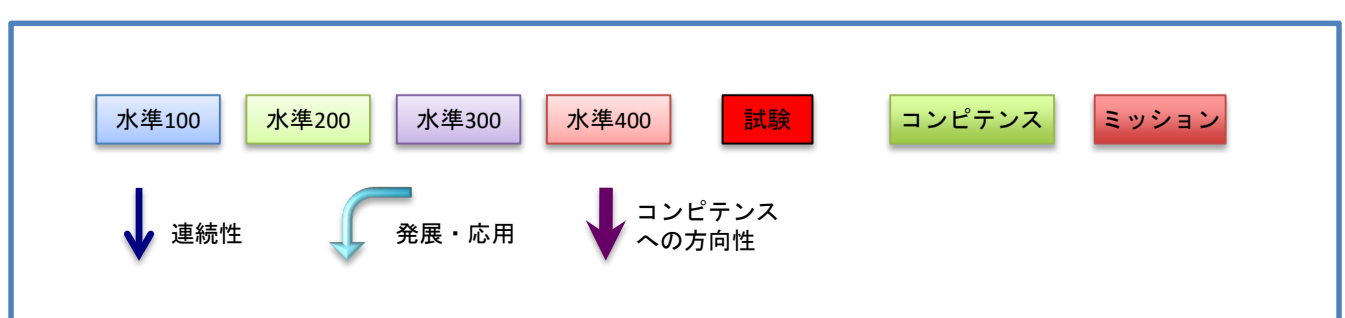 水準100 水準200 水準300 水準400 試験 コンピテンス ミッション
連続性 発展・応用 コンピテンス
への方向性